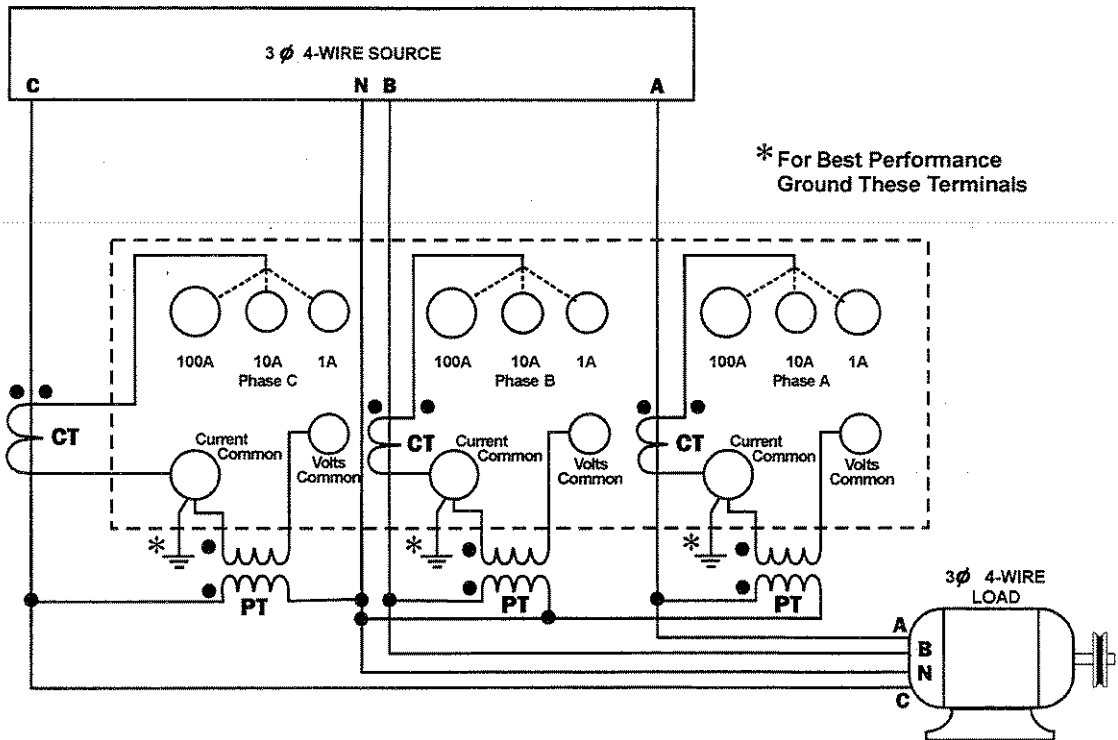 3 ϕ 4-WIRE SOURCE
C N B A
* For Best Performance
Ground These Terminals
100A 10A 1A
Phase C
100A 10A 1A
Phase B
100A 10A 1A
Phase A
CT
Current
Common
Volts
Common
CT
Current
Common
Volts
Common
CT
Current
Common
Volts
Common
*
*
*
PT
PT
PT
3ϕ 4-WIRE
LOAD
A
B
N
C